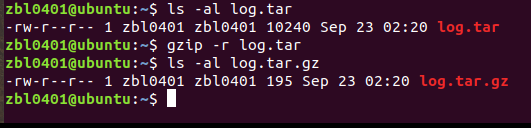 zbl0401@ubuntu:~$ ls -al log.tar
-rw-r--r-- 1 zbl0401 zbl0401 10240 Sep 23 02:20 log.tar
zbl0401@ubuntu:~$ gzip -r log.tar
zbl0401@ubuntu:~$ ls -al log.tar.gz
-rw-r--r-- 1 zbl0401 zbl0401 195 Sep 23 02:20 log.tar.gz
zbl0401@ubuntu:~$